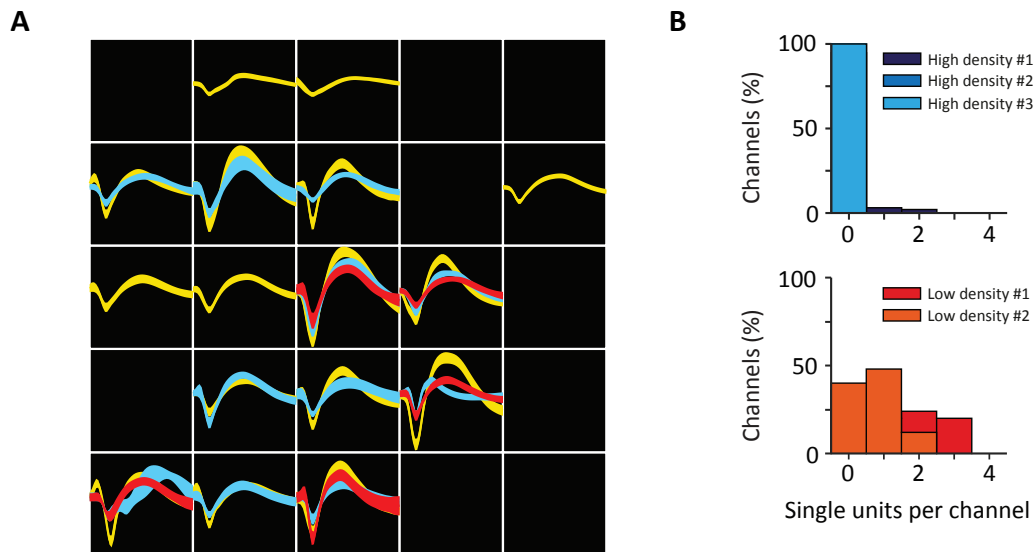 A
B
100
50
0
Channels (%)
High density #1
High density #2
High density #3
0 2 4
100
50
0
Channels (%)
Low density #1
Low density #2
0 2 4
Single units per channel